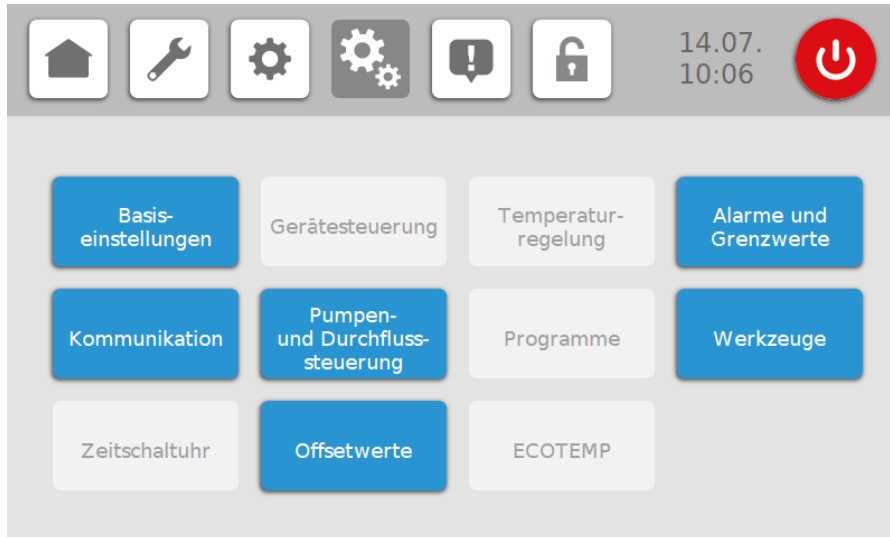 14.07.
10:06
Basis-
einstellungen
Gerätesteuerung
Temperatur-
regelung
Alarme und
Grenzwerte
Kommunikation
Pumpen-
und Durchfluss-
steuerung
Programme
Werkzeuge
Zeitschaltuhr
Offsetwerte
ECOTEMP